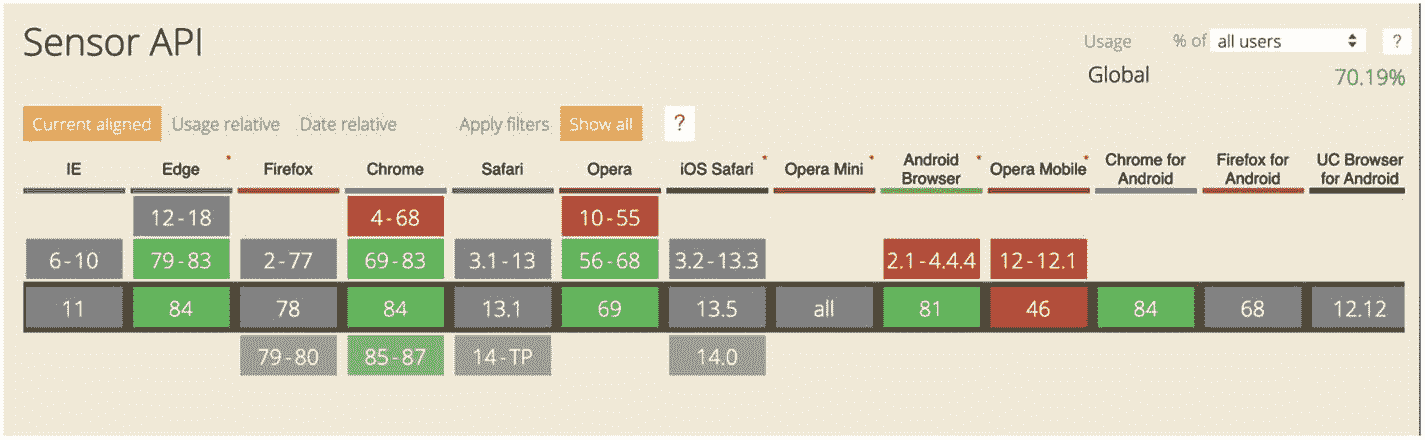 Sensor API
Usage % of all users ?
Global 70.19%
Current aligned Usage relative Date relative Apply filters Show all ?
IE Edge * Firefox Chrome Safari Opera iOS Safari * Opera Mini * Android Browser * Opera Mobile * Chrome for Android Firefox for Android UC Browser for Android
12-18 4-68 10-55
6-10 79-83 2-77 69-83 3.1-13 56-68 3.2-13.3 2.1-4.4.4 12-12.1
11 84 78 84 13.1 69 13.5 all 81 46 84 68 12.12
79-80 85-87 14-TP 14.0